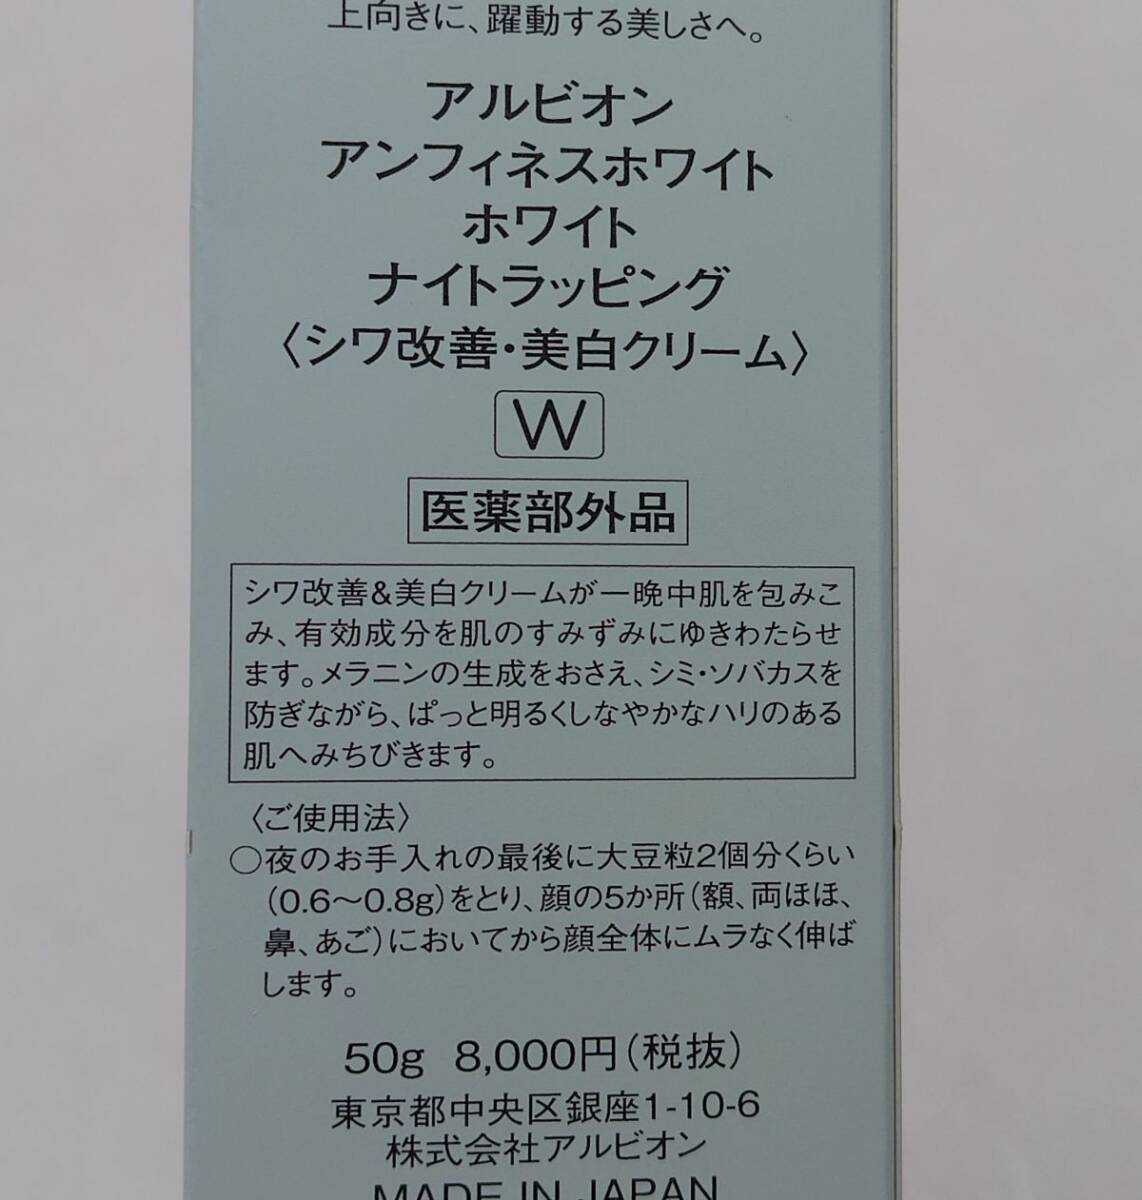 上向きに、躍動する美しさへ。
アルビオン
アンフィネスホワイト
ホワイト
ナイトラッピング
〈シワ改善・美白クリーム〉
W
医薬部外品
シワ改善&美白クリームが一晩中肌を包みこ
み、有効成分を肌のすみずみにゆきわたらせ
ます。メラニンの生成をおさえ、シミ・ソバカスを
防ぎながら、ぱっと明るくしなやかなハリのある
肌へみちびきます。
〈ご使用法〉
○夜のお手入れの最後に大豆粒2個分くらい
(0.6〜0.8g)をとり、顔の5か所(額、両ほほ、
鼻、あご)においてから顔全体にムラなく伸ば
します。
50g 8,000円(税抜)
東京都中央区銀座1-10-6
株式会社アルビオン
MADE IN JAPAN